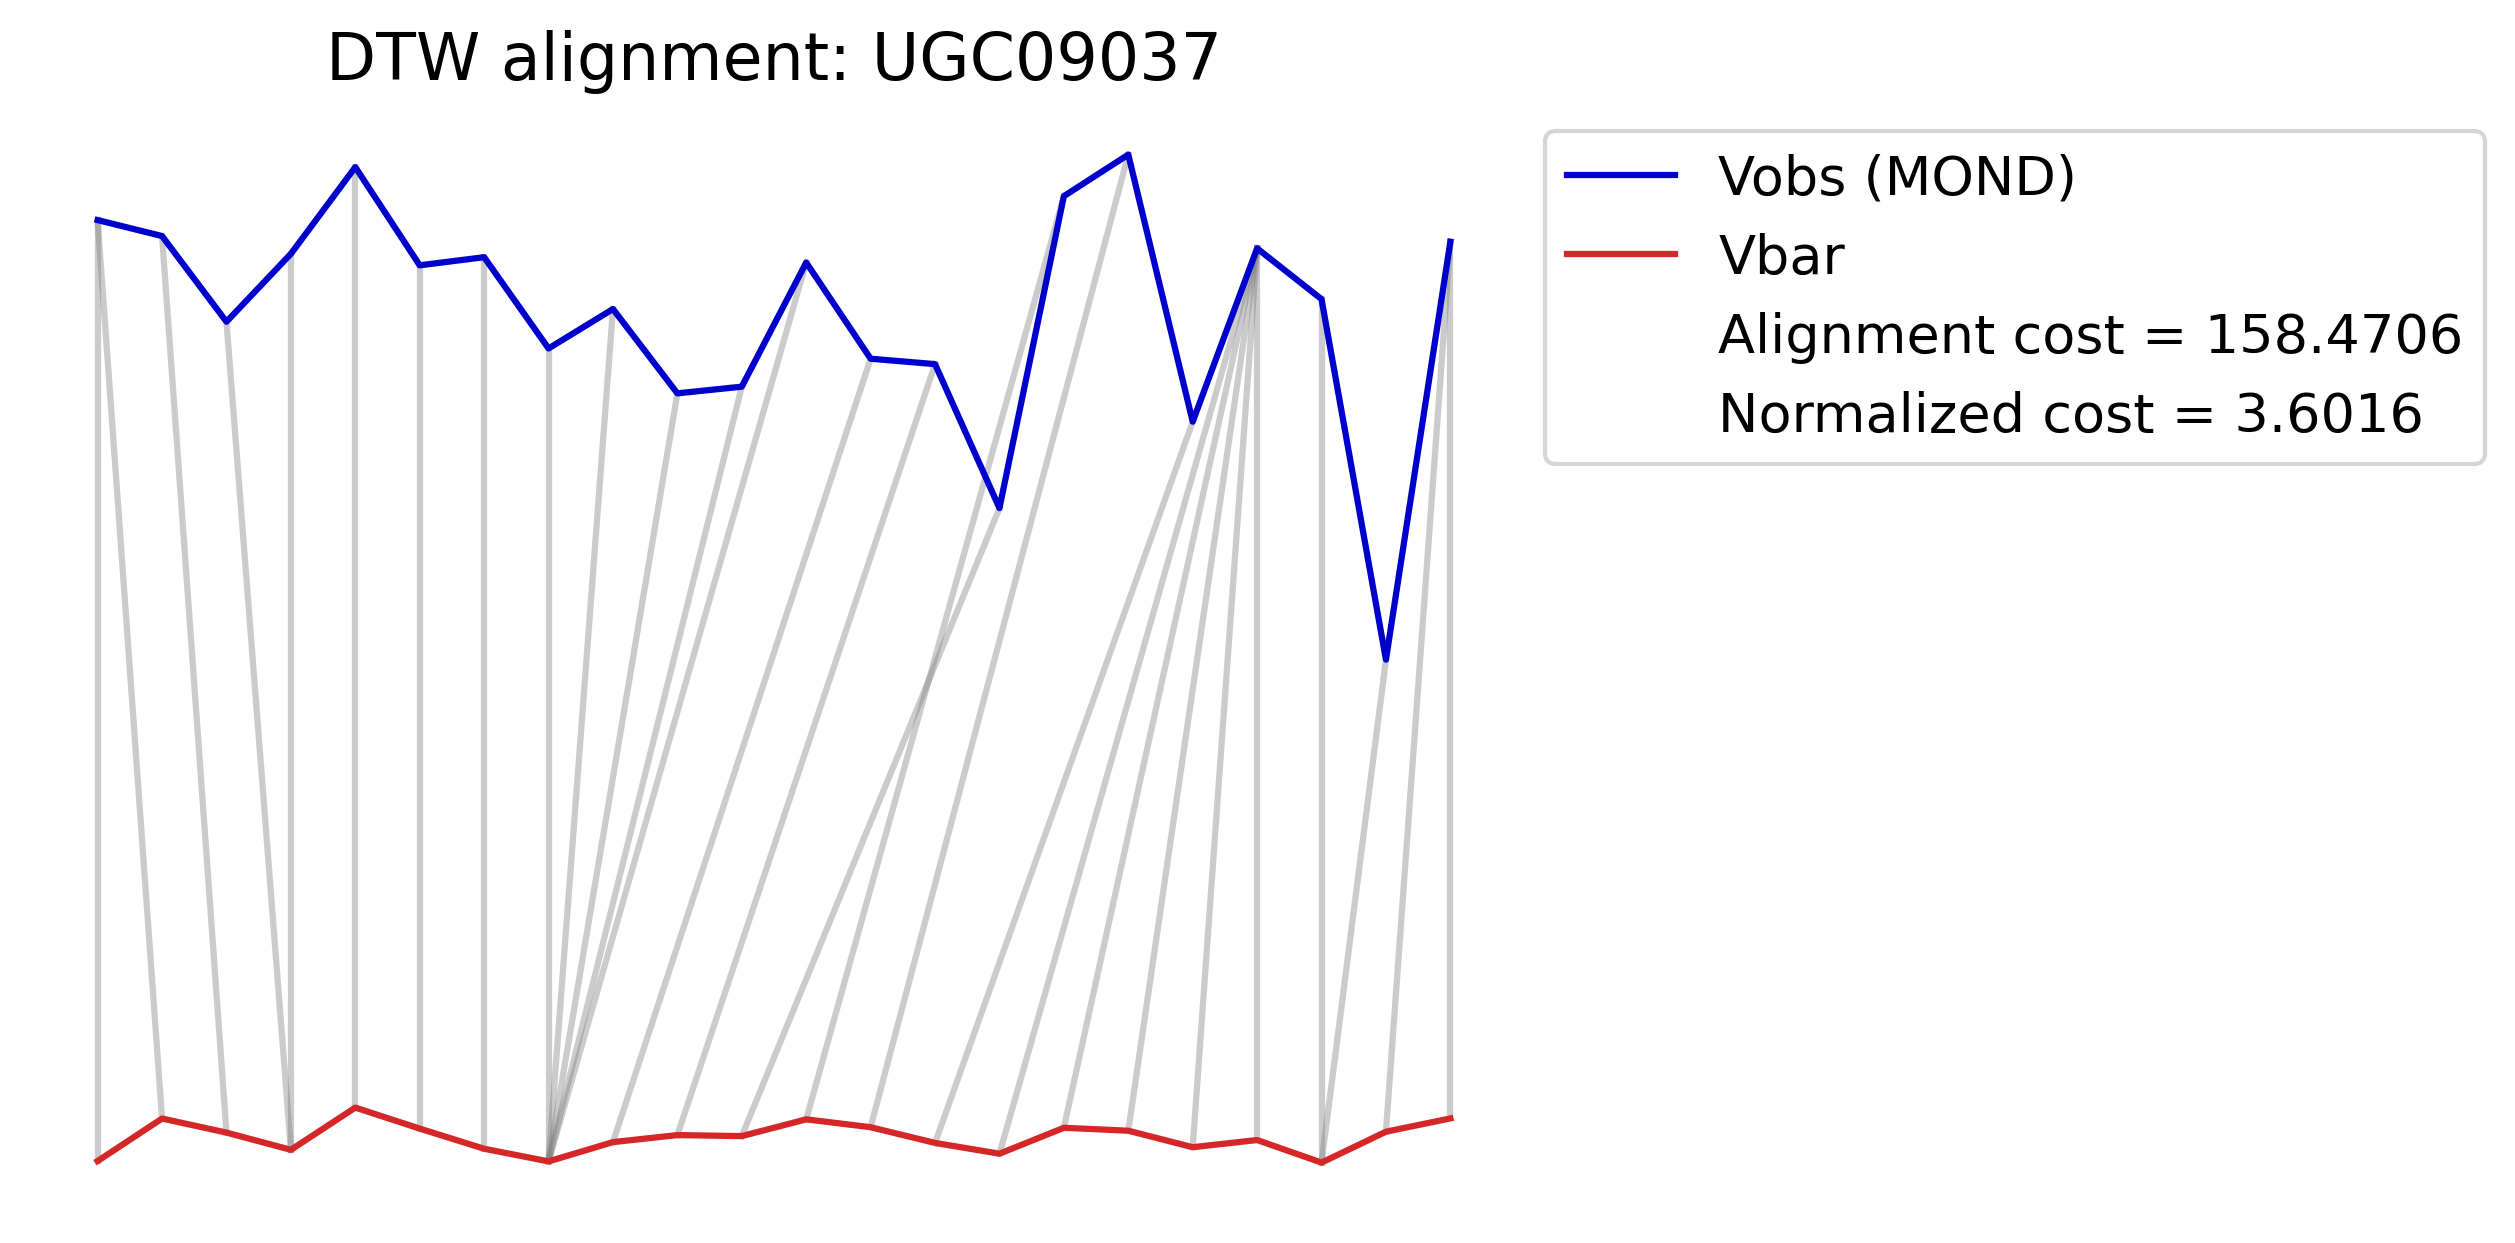 DTW alignment: UGC09037
Vobs (MOND)
Vbar
Alignment cost = 158.4706
Normalized cost = 3.6016